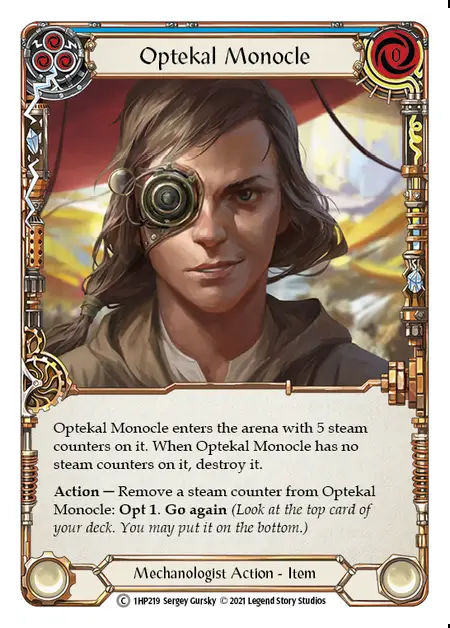 Optekal Monocle
0
Optekal Monocle enters the arena with 5 steam
counters on it. When Optekal Monocle has no
steam counters on it, destroy it.
Action — Remove a steam counter from Optekal
Monocle: Opt 1. Go again (Look at the top card of
your deck. You may put it on the bottom.)
Mechanologist Action - Item
C 1HP219 Sergey Gursky © 2021 Legend Story Studios